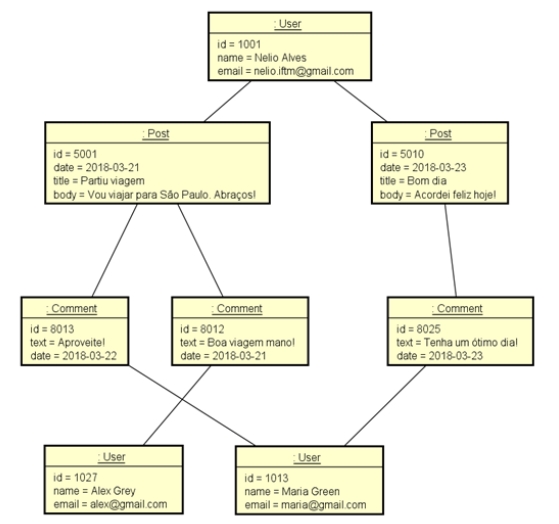 : User
id = 1001
name = Nelio Alves
email = nelio.iftm@gmail.com
: Post
id = 5001
date = 2018-03-21
title = Partiu viagem
body = Vou viajar para São Paulo. Abraços!
: Post
id = 5010
date = 2018-03-23
title = Bom dia
body = Acordei feliz hoje!
: Comment
id = 8013
text = Aproveite!
date = 2018-03-22
: Comment
id = 8012
text = Boa viagem mano!
date = 2018-03-21
: Comment
id = 8025
text = Tenha um ótimo dia!
date = 2018-03-23
: User
id = 1027
name = Alex Grey
email = alex@gmail.com
: User
id = 1013
name = Maria Green
email = maria@gmail.com